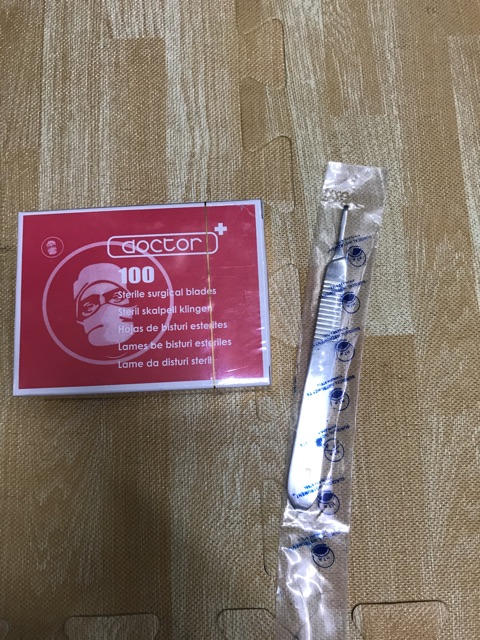 doctor
100
Sterile surgical blades
Steril skalpell klingen
Hojas de bisturi esterites
Lames be bisturi esteriles
Lame da disturi steril